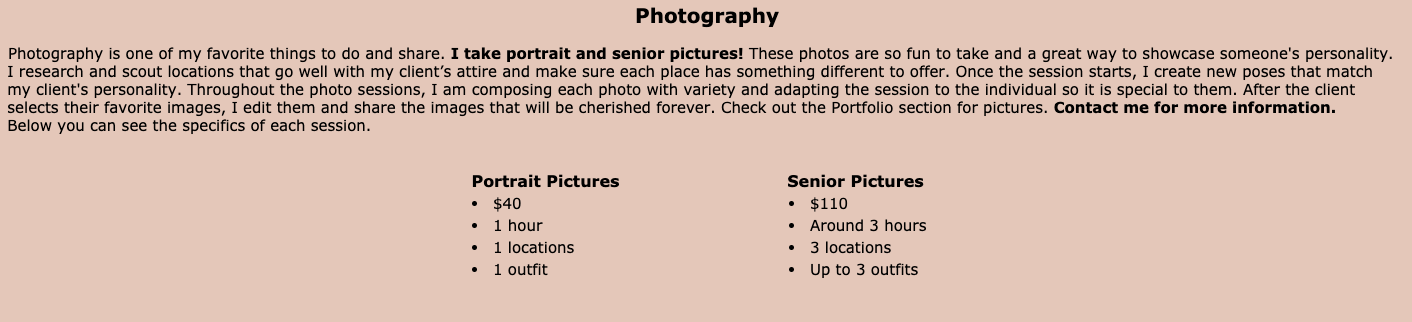 Photography
Photography is one of my favorite things to do and share. I take portrait and senior pictures! These photos are so fun to take and a great way to showcase someone's personality.
I research and scout locations that go well with my client’s attire and make sure each place has something different to offer. Once the session starts, I create new poses that match
my client's personality. Throughout the photo sessions, I am composing each photo with variety and adapting the session to the individual so it is special to them. After the client
selects their favorite images, I edit them and share the images that will be cherished forever. Check out the Portfolio section for pictures. Contact me for more information.
Below you can see the specifics of each session.
Portrait Pictures
• $40
• 1 hour
• 1 locations
• 1 outfit
Senior Pictures
• $110
• Around 3 hours
• 3 locations
• Up to 3 outfits